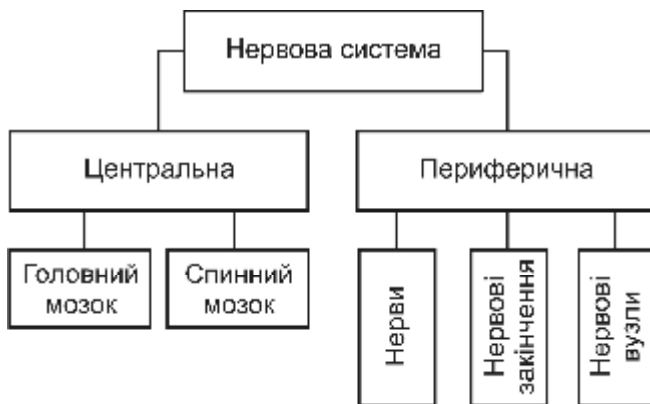 Нервова система
Центральна
Периферична
Головний
мозок
Спинний
мозок
Нерви
Нервові
закінчення
Нервові
вузли